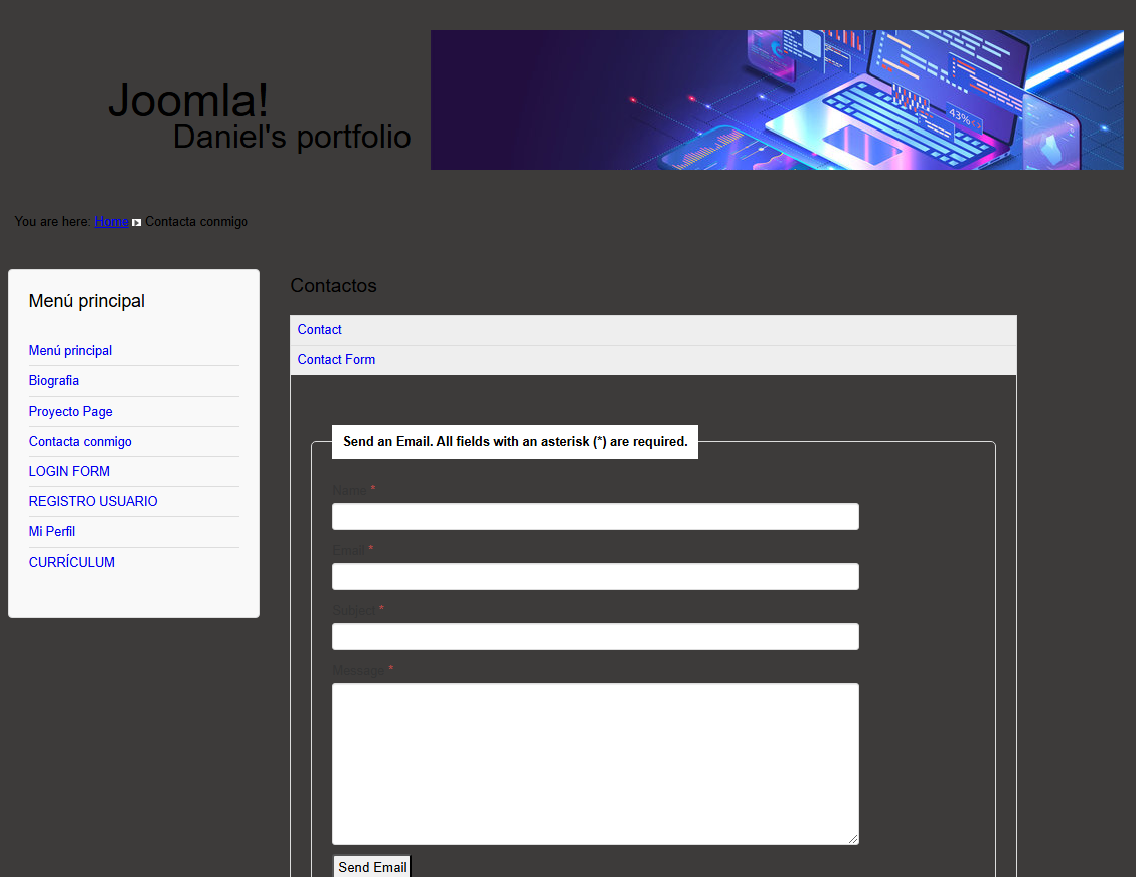 Joomla!
Daniel's portfolio
43%
You are here: Home Contacta conmigo
Menú principal
Menú principal
Biografia
Proyecto Page
Contacta conmigo
LOGIN FORM
REGISTRO USUARIO
Mi Perfil
CURRÍCULUM
Contactos
Contact
Contact Form
Send an Email. All fields with an asterisk (*) are required.
Name *
Email *
Subject *
Message *
Send Email